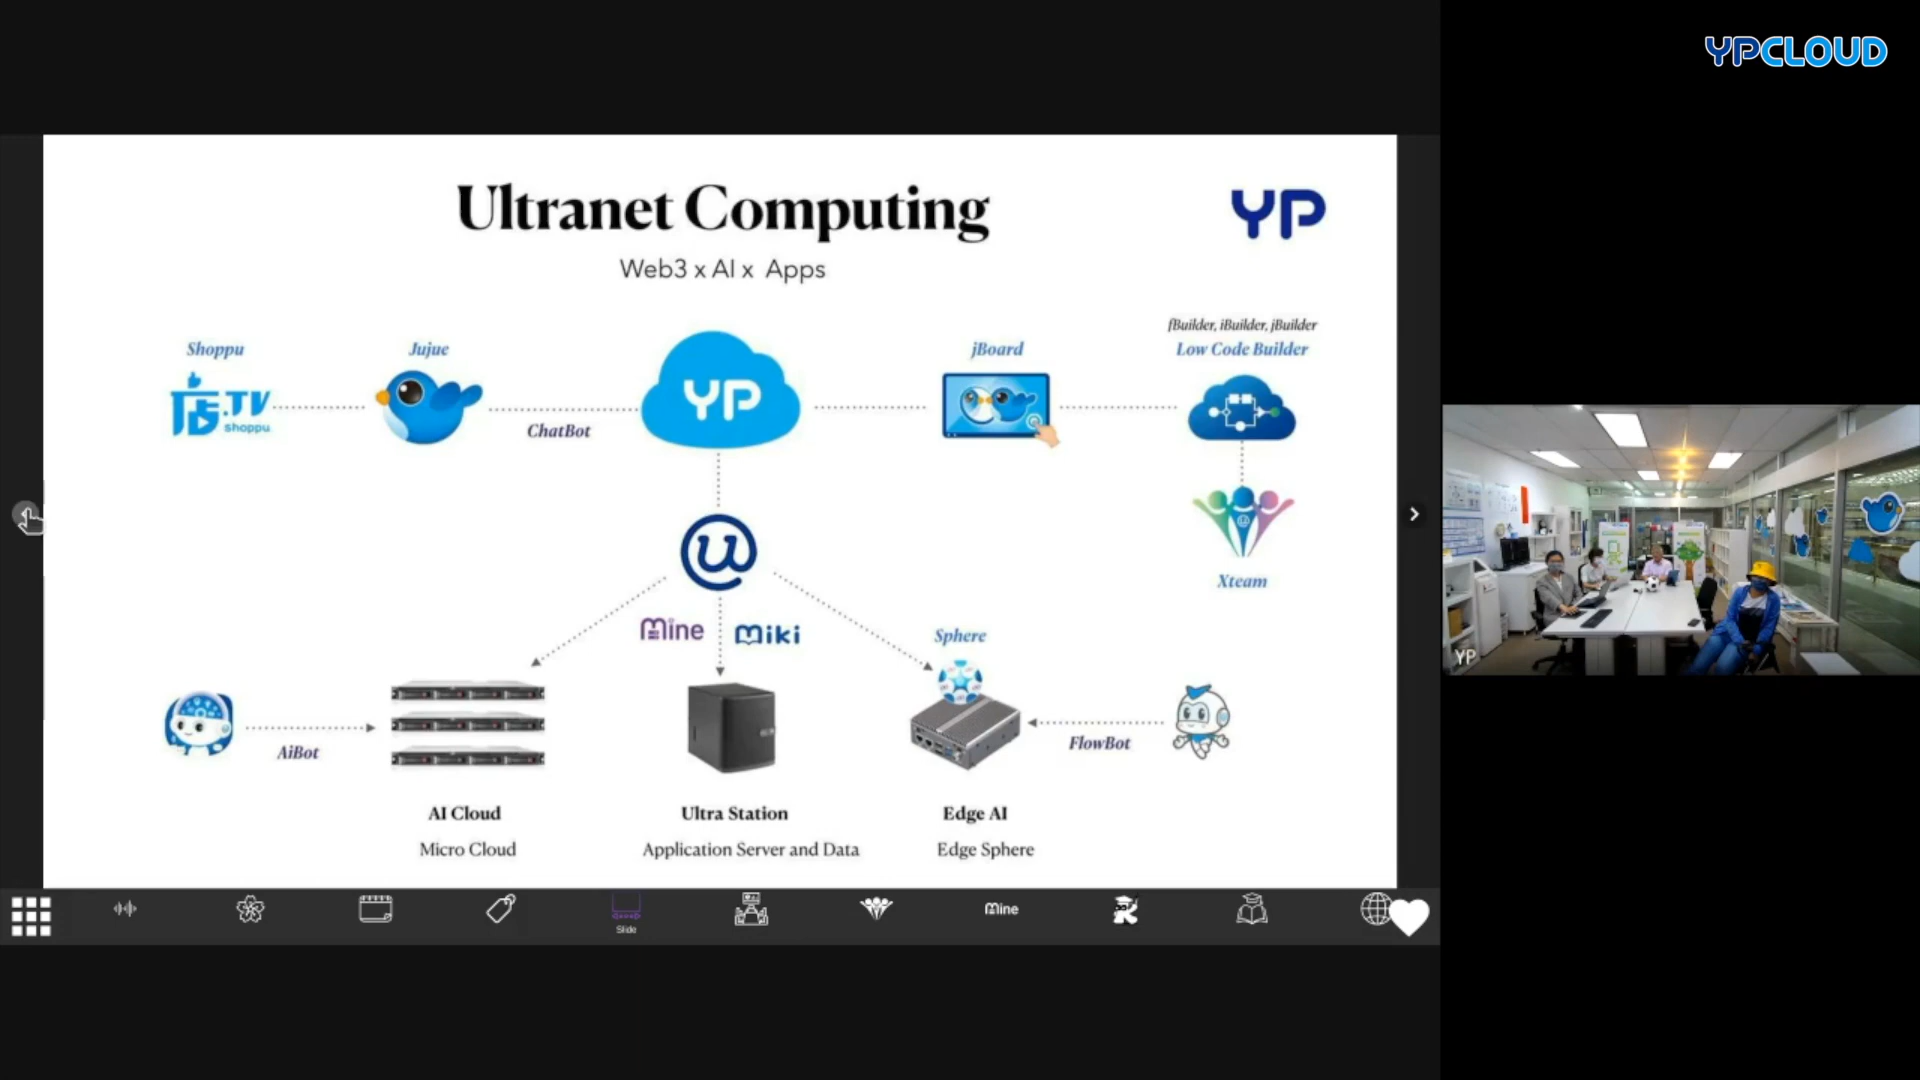 YPCLOUD
Ultranet Computing
YP
Web3 x AI x Apps
fBuilder, iBuilder, jBuilder
Shoppu
Jujue
jBoard
Low Code Builder
店.TV
shoppu
YP
ChatBot
@u
Xteam
Mine
Miki
Sphere
AiBot
FlowBot
AI Cloud
Ultra Station
Edge AI
Micro Cloud
Application Server and Data
Edge Sphere
YP
Mine
Slide